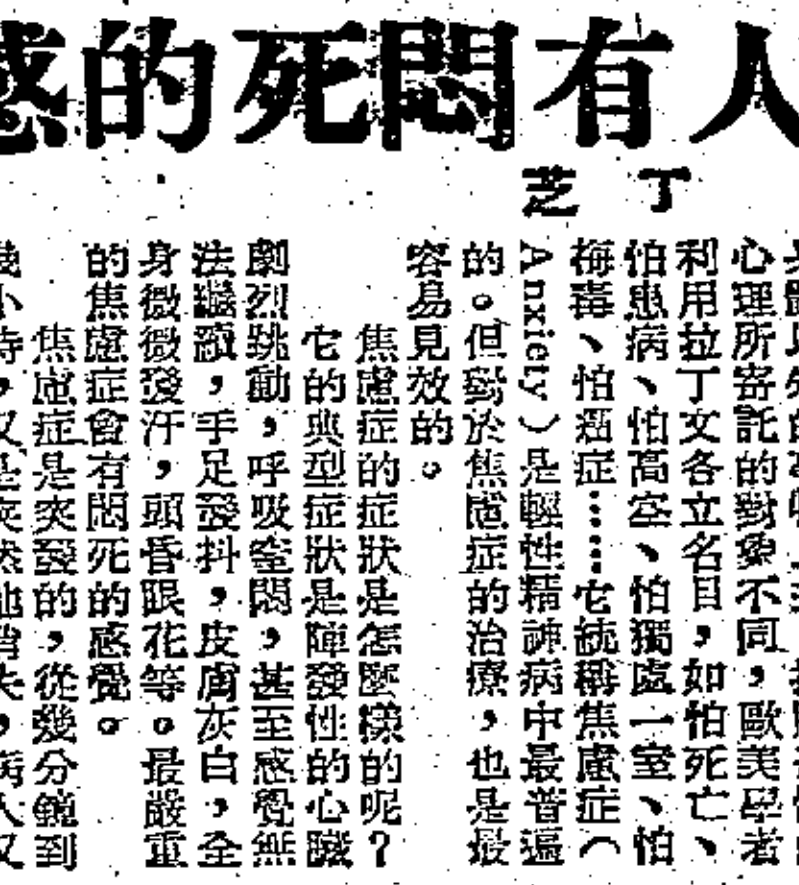 人有悶死的感
丁芝
心理所寄託的對象不同，歐美學者
利用拉丁文各立名目，如怕死亡、
怕患病、怕高空、怕獨處一室、怕
梅毒、怕癌症……它統稱焦慮症（
Anxiety）是輕性精神病中最普遍
的。但對於焦慮症的治療，也是最
容易見效的。
焦慮症的症狀是怎麼樣的呢？
它的典型症狀是陣發性的心臟
劇烈跳動，呼吸窒悶，甚至感覺無
法繼續，手足發抖，皮膚灰白，全
身微微發汗，頭昏眼花等。最嚴重
的焦慮症會有悶死的感覺。
焦慮症是突發的，從幾分鐘到
幾小時，又是突然地消失，病人又